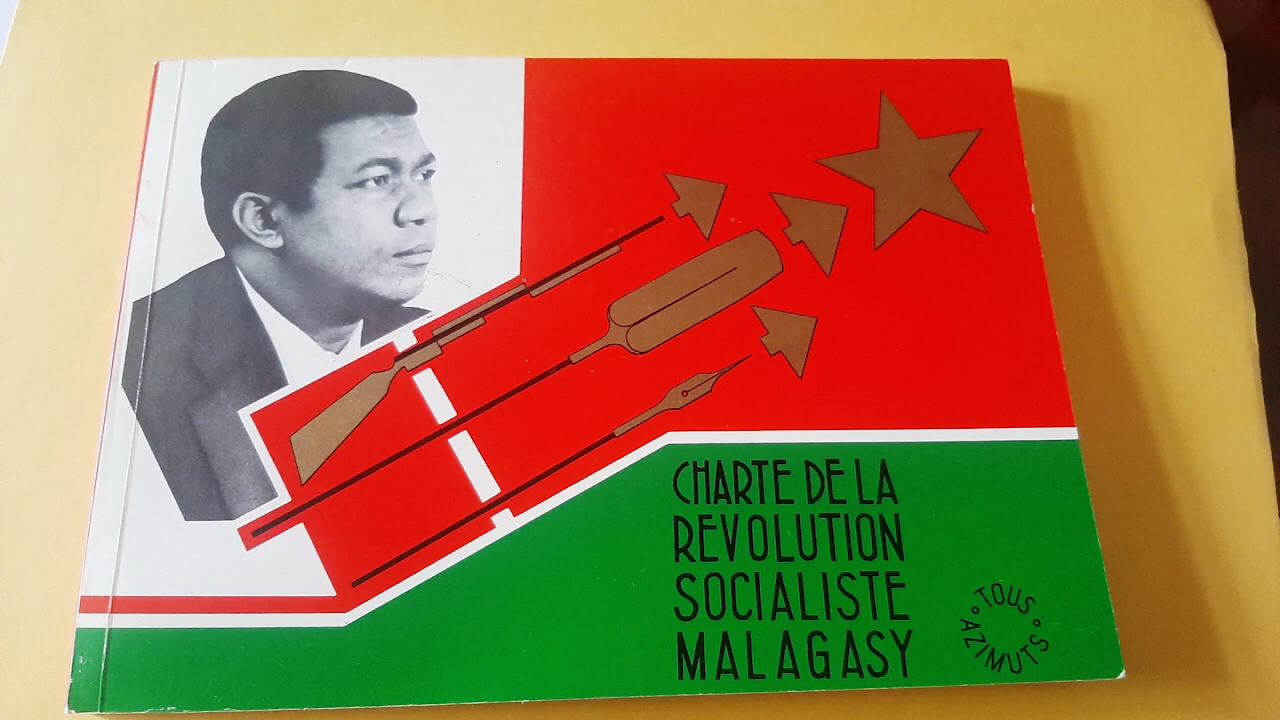 CHARTE DE LA
REVOLUTION
SOCIALISTE
MALAGASY
TOUS
AZIMUTS